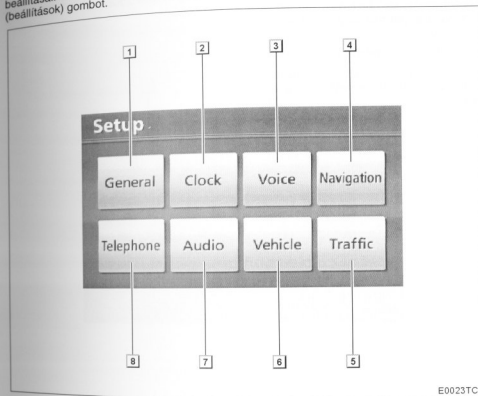 (beállítások) gombot.
1 2 3 4
Setup
General Clock Voice Navigation
Telephone Audio Vehicle Traffic
8 7 6 5
E0023TC